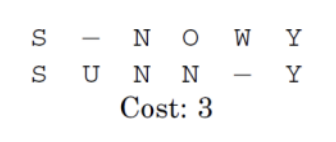 S – N O W Y
S U N N – Y
Cost: 3